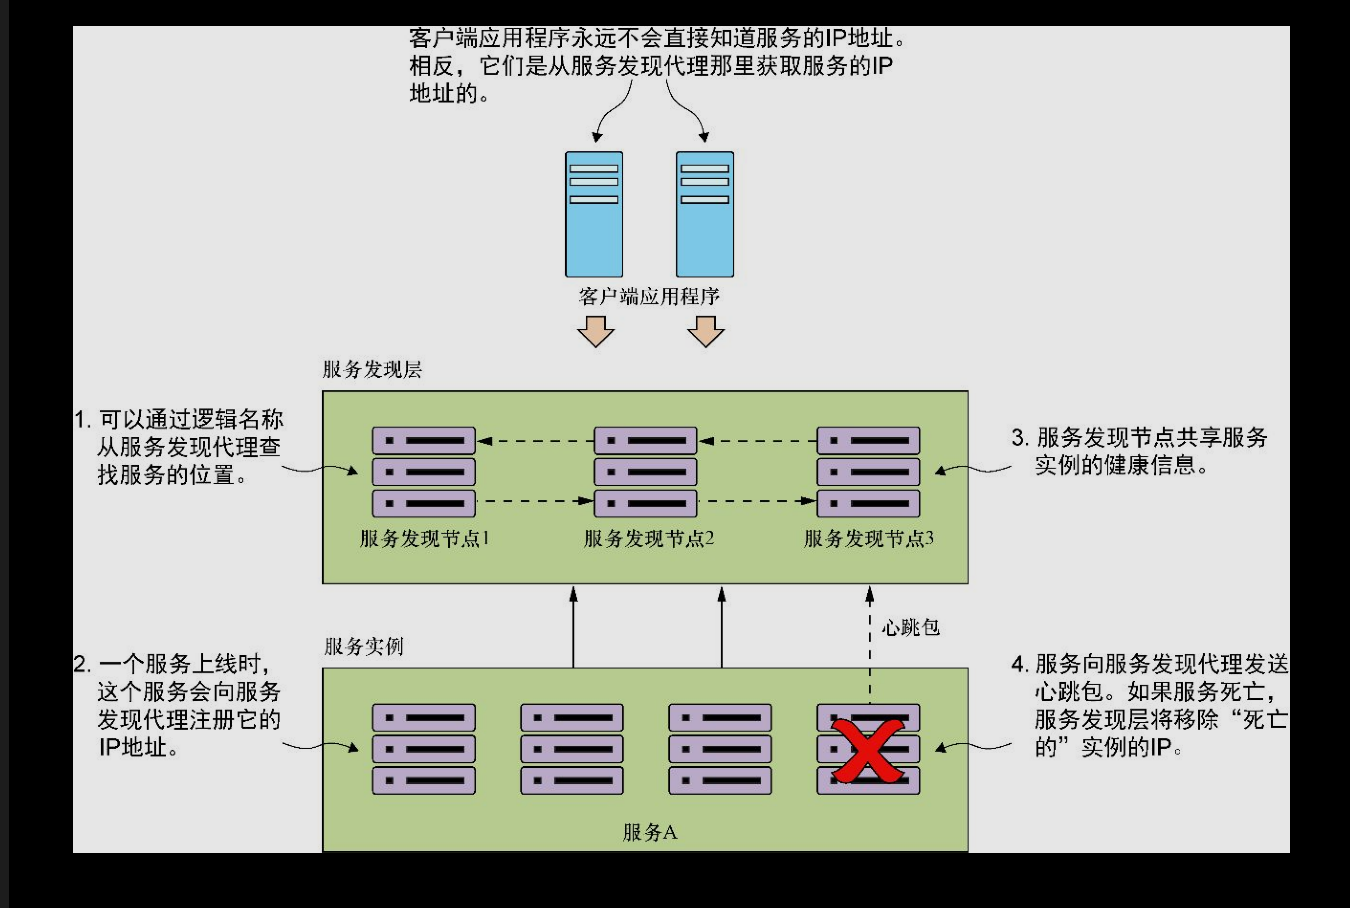 客户端应用程序永远不会直接知道服务的IP地址。
相反，它们是从服务发现代理那里获取服务的IP
地址的。
客户端应用程序
服务发现层
1. 可以通过逻辑名称
从服务发现代理查
找服务的位置。
3. 服务发现节点共享服务
实例的健康信息。
服务发现节点1
服务发现节点2
服务发现节点3
心跳包
服务实例
2. 一个服务上线时，
这个服务会向服务
发现代理注册它的
IP地址。
4. 服务向服务发现代理发送
心跳包。如果服务死亡，
服务发现层将移除“死亡
的”实例的IP。
服务A